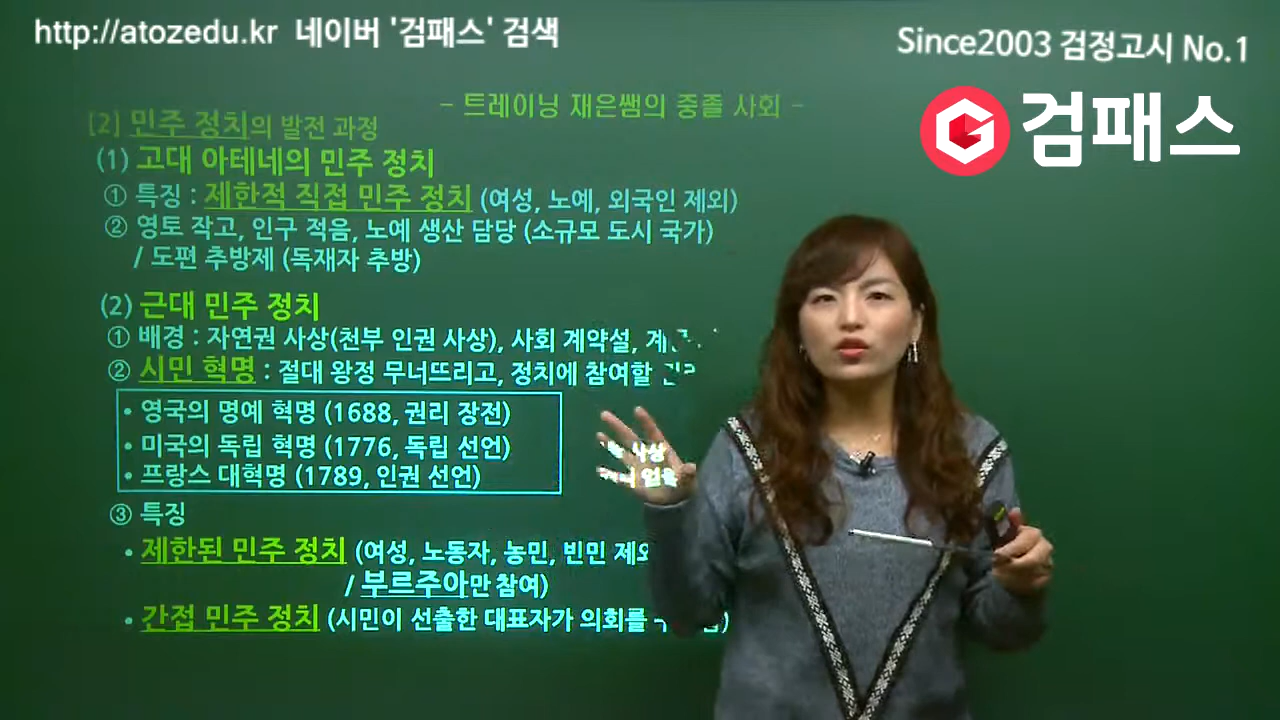 http://atozedu.kr 네이버 '검패스' 검색
Since2003 검정고시 No.1
검패스
- 트레이닝 재은쌤의 중졸 사회 -
[2] 민주 정치의 발전 과정
(1) 고대 아테네의 민주 정치
① 특징 : 제한적 직접 민주 정치 (여성, 노예, 외국인 제외)
② 영토 작고, 인구 적음, 노예 생산 담당 (소규모 도시 국가)
/ 도편 추방제 (독재자 추방)
(2) 근대 민주 정치
① 배경 : 자연권 사상(천부 인권 사상), 사회 계약설,
② 시민 혁명 : 절대 왕정 무너뜨리고, 정치에 참여할
• 영국의 명예 혁명 (1688, 권리 장전)
• 미국의 독립 혁명 (1776, 독립 선언)
• 프랑스 대혁명 (1789, 인권 선언)
사상
③ 특징
• 제한된 민주 정치 (여성, 노동자, 농민, 빈민
/ 부르주아만 참여)
• 간접 민주 정치 (시민이 선출한 대표자가 의회를